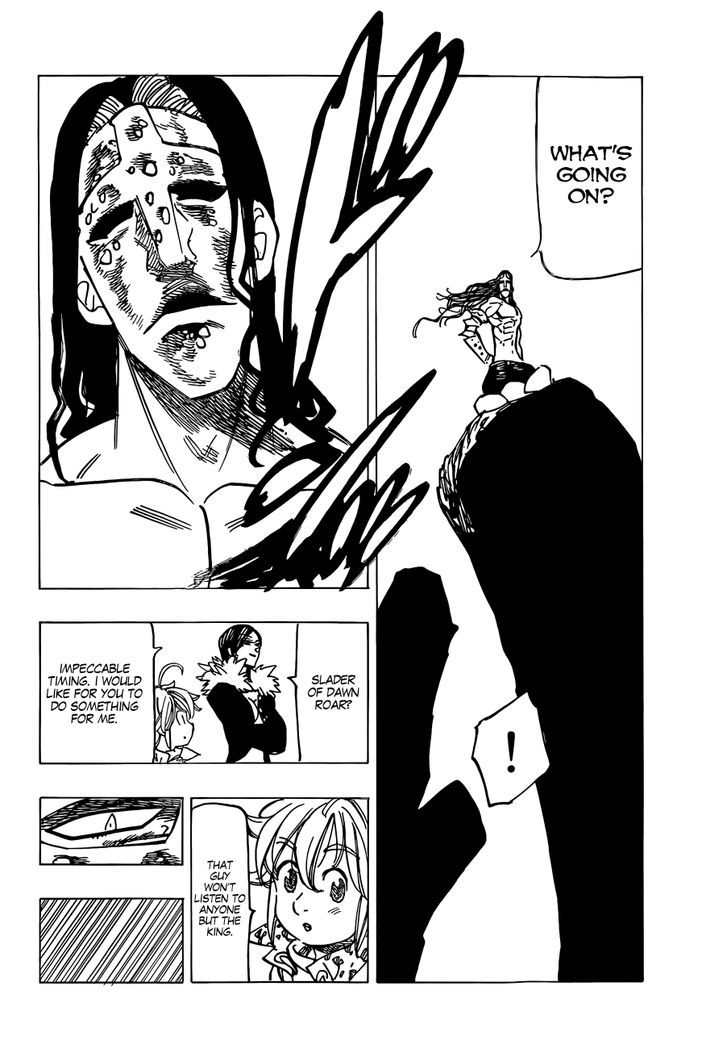 WHAT'S
GOING
ON?
!
SLADER
OF DAWN
ROAR?
IMPECCABLE
TIMING. I WOULD
LIKE FOR YOU TO
DO SOMETHING
FOR ME.
THAT
GUY
WON'T
LISTEN TO
ANYONE
BUT THE
KING.